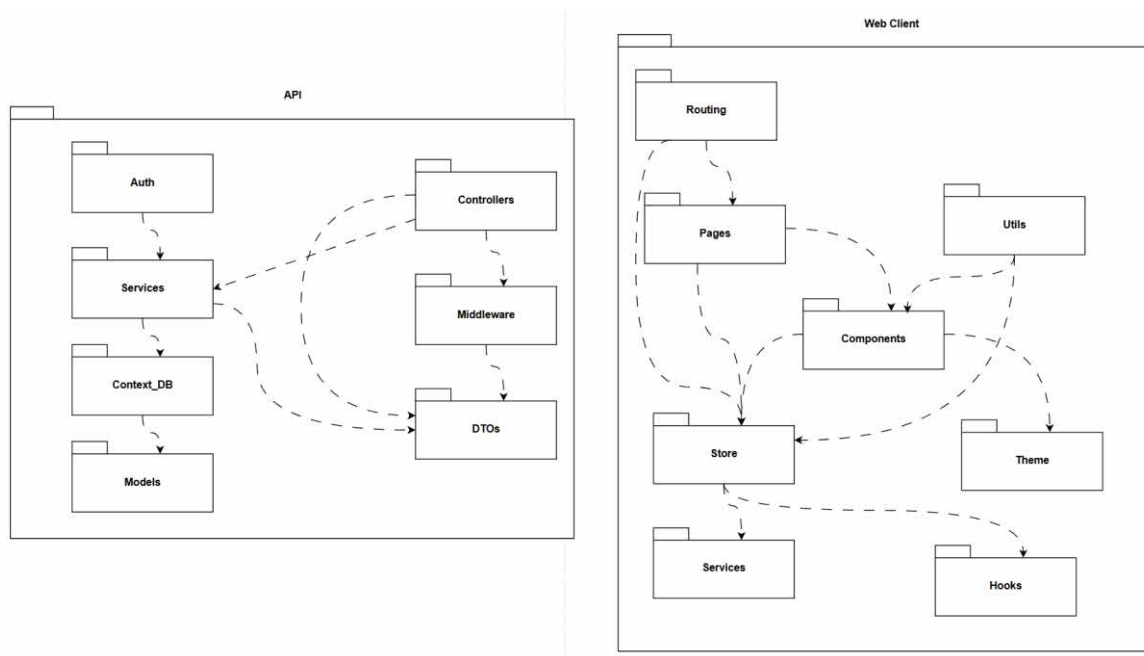 API
Auth
Controllers
Services
Middleware
Context_DB
DTOs
Models
Web Client
Routing
Pages
Utils
Components
Store
Theme
Services
Hooks